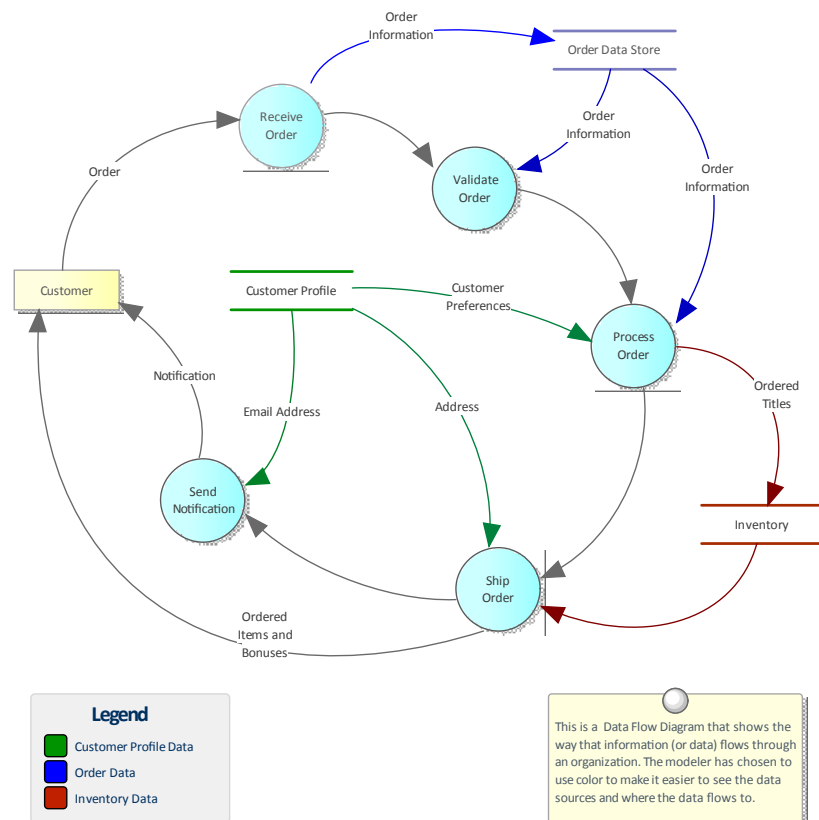 Order
Information
Order Data Store
Receive
Order
Order
Information
Order
Validate
Order
Order
Information
Customer
Customer Profile
Customer
Preferences
Process
Order
Notification
Email Address
Address
Ordered
Titles
Send
Notification
Inventory
Ship
Order
Ordered
Items and
Bonuses
Legend
Customer Profile Data
Order Data
Inventory Data
This is a Data Flow Diagram that shows the
way that information (or data) flows through
an organization. The modeler has chosen to
use color to make it easier to see the data
sources and where the data flows to.